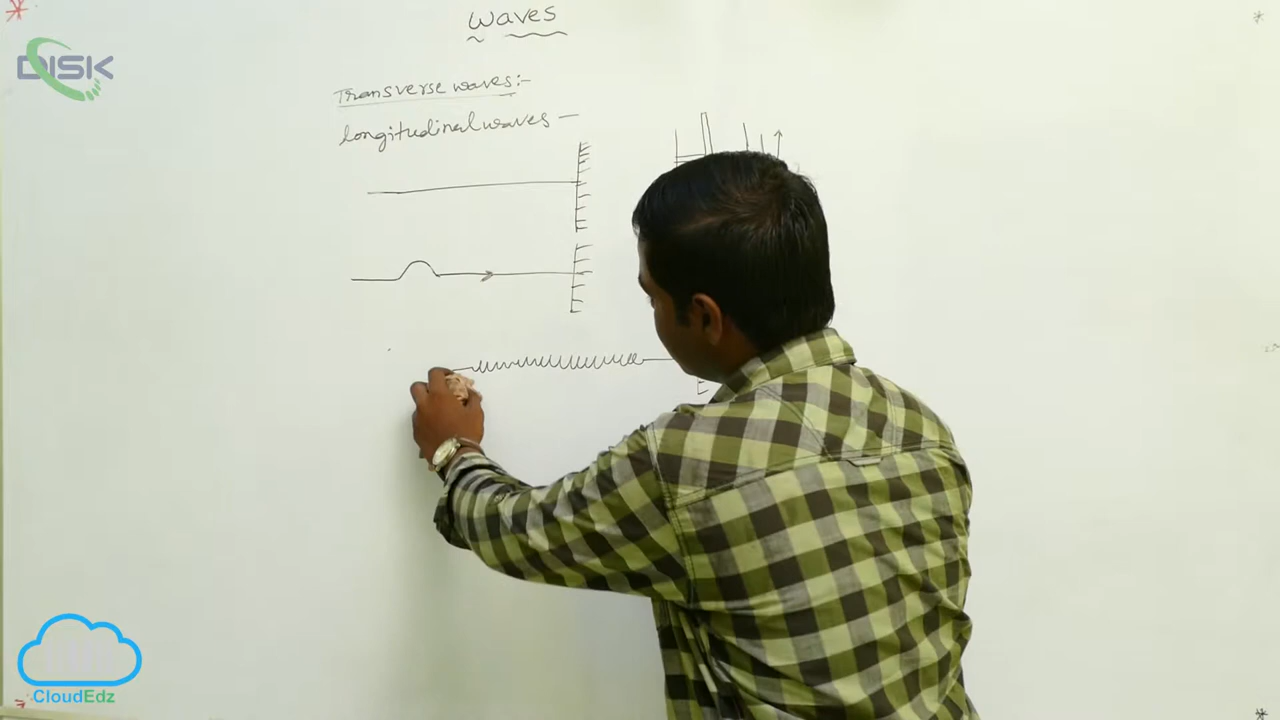 Waves
DISK
Transverse waves:-
longitudinal waves -
CloudEdz